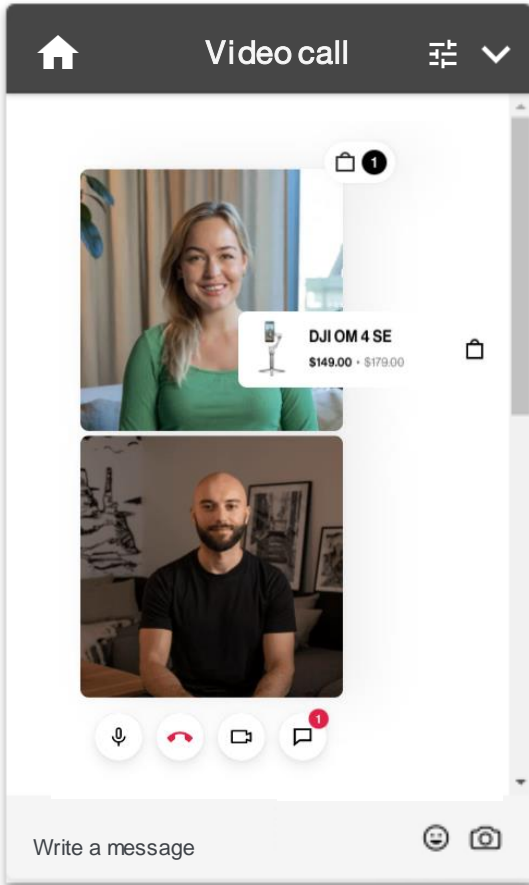 Video call
1
DJI OM 4 SE
$149.00 • $179.00
1
Write a message